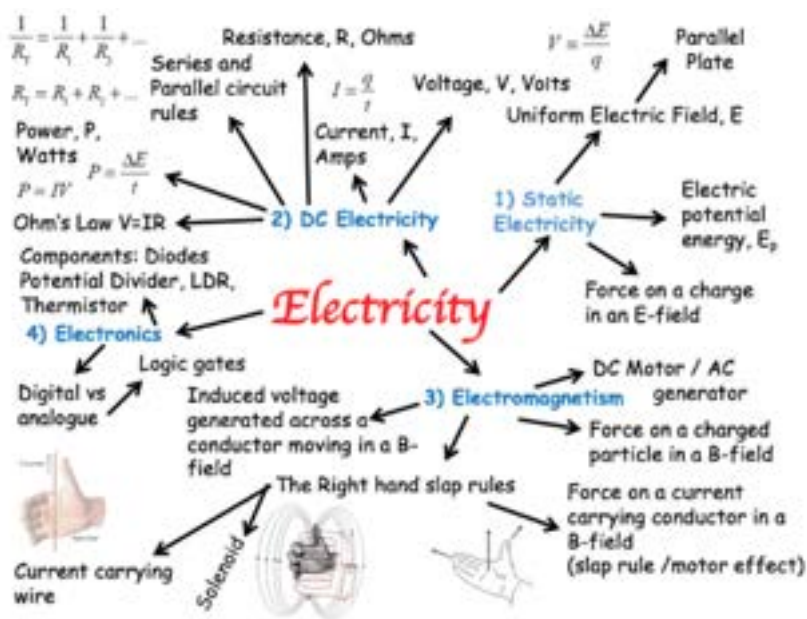 1/R_T = 1/R_1 + 1/R_2 + ...
R_T = R_1 + R_2 + ...
Series and
Parallel circuit
rules
Resistance, R, Ohms
I = q/t
Current, I,
Amps
Voltage, V, Volts
V = ΔE/q
Parallel
Plate
Uniform Electric Field, E
Power, P,
Watts
P = ΔE/t
P = IV
Ohm's Law V=IR
2) DC Electricity
1) Static
Electricity
Electric
potential
energy, Eₚ
Force on a charge
in an E-field
Components: Diodes
Potential Divider, LDR,
Thermistor
Electricity
4) Electronics
Logic gates
Digital vs
analogue
3) Electromagnetism
DC Motor / AC
generator
Induced voltage
generated across a
conductor moving in a B-
field
Force on a charged
particle in a B-field
The Right hand slap rules
Force on a current
carrying conductor in a
B-field
(slap rule /motor effect)
Solenoid
Current carrying
wire